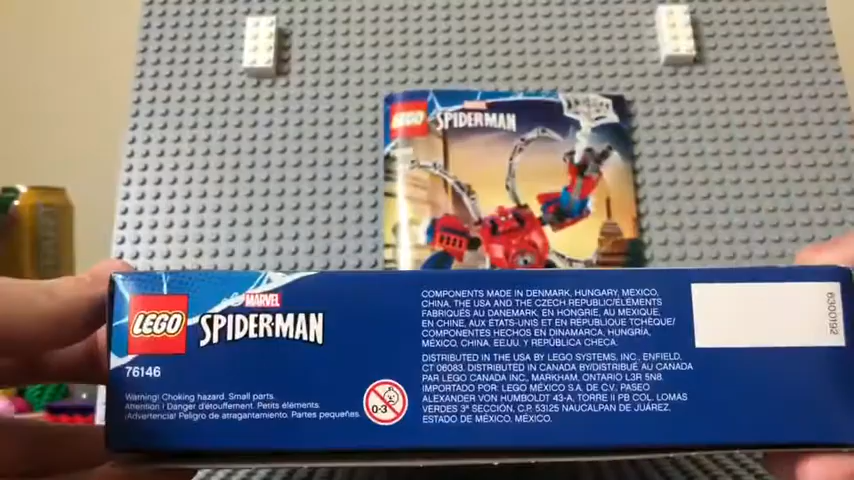 MARVEL
LEGO SPIDER-MAN
LEGO MARVEL
SPIDER-MAN
76146
Warning! Choking hazard. Small parts.
Attention ! Danger d'étouffement. Petits éléments
¡Advertencia! Peligro de atragantamiento. Partes pequeñas
0-3
COMPONENTS MADE IN DENMARK, HUNGARY, MEXICO,
CHINA, THE USA AND THE CZECH REPUBLIC/ÉLÉMENTS
FABRIQUÉS AU DANEMARK, EN HONGRIE, AU MEXIQUE,
EN CHINE, AUX ÉTATS-UNIS ET EN RÉPUBLIQUE TCHÈQUE/
COMPONENTES HECHOS EN DINAMARCA, HUNGRÍA,
MÉXICO, CHINA, EE.UU. Y REPÚBLICA CHECA.
DISTRIBUTED IN THE USA BY LEGO SYSTEMS, INC., ENFIELD,
CT 06083. DISTRIBUTED IN CANADA BY/DISTRIBUÉ AU CANADA
PAR LEGO CANADA INC., MARKHAM, ONTARIO L3R 5N8.
IMPORTADO POR: LEGO MÉXICO S.A. DE C.V. PASEO
ALEXANDER VON HUMBOLDT 43-A, TORRE II PB COL. LOMAS
VERDES 3ª SECCIÓN, C.P. 53125 NAUCALPAN DE JUÁREZ,
ESTADO DE MÉXICO, MÉXICO.